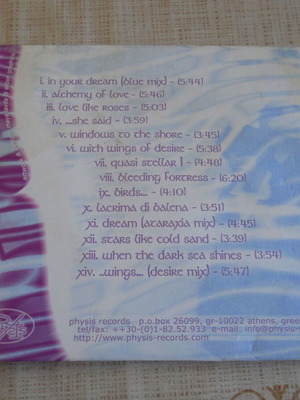 i. in your dream (blue mix) - (5:44)
ii. alchemy of love - (5:46)
iii. love like roses - (5:03)
iv. ...she said - (3:59)
v. windows to the shore - (3:45)
vi. with wings of desire - (5:38)
vii. quasi stellar 1 - (4:48)
viii. bleeding fortress - (6:20)
ix. birds... - (4:10)
x. lacrima di balena - (3:51)
xi. dream (ataraxia mix) - (4:45)
xii. stars like cold sand - (3:39)
xiii. when the dark sea shines - (3:54)
xiv. ..wings... (desire mix) - (5:47)
physis records p.o.box 26099, gr-10022 athens, gree
tel/fax: ++30-(0)1-82.52.933 e-mail: info@physis-
http://www.physis-records.com